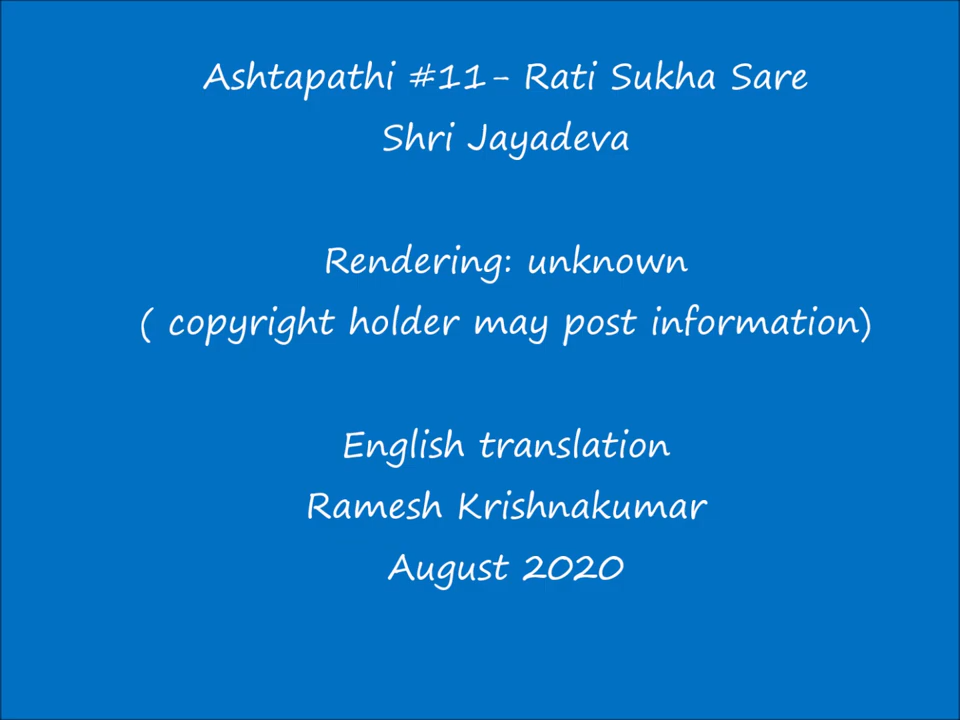 Ashtapathi #11- Rati Sukha Sare
Shri Jayadeva
Rendering: unknown
( copyright holder may post information)
English translation
Ramesh Krishnakumar
August 2020